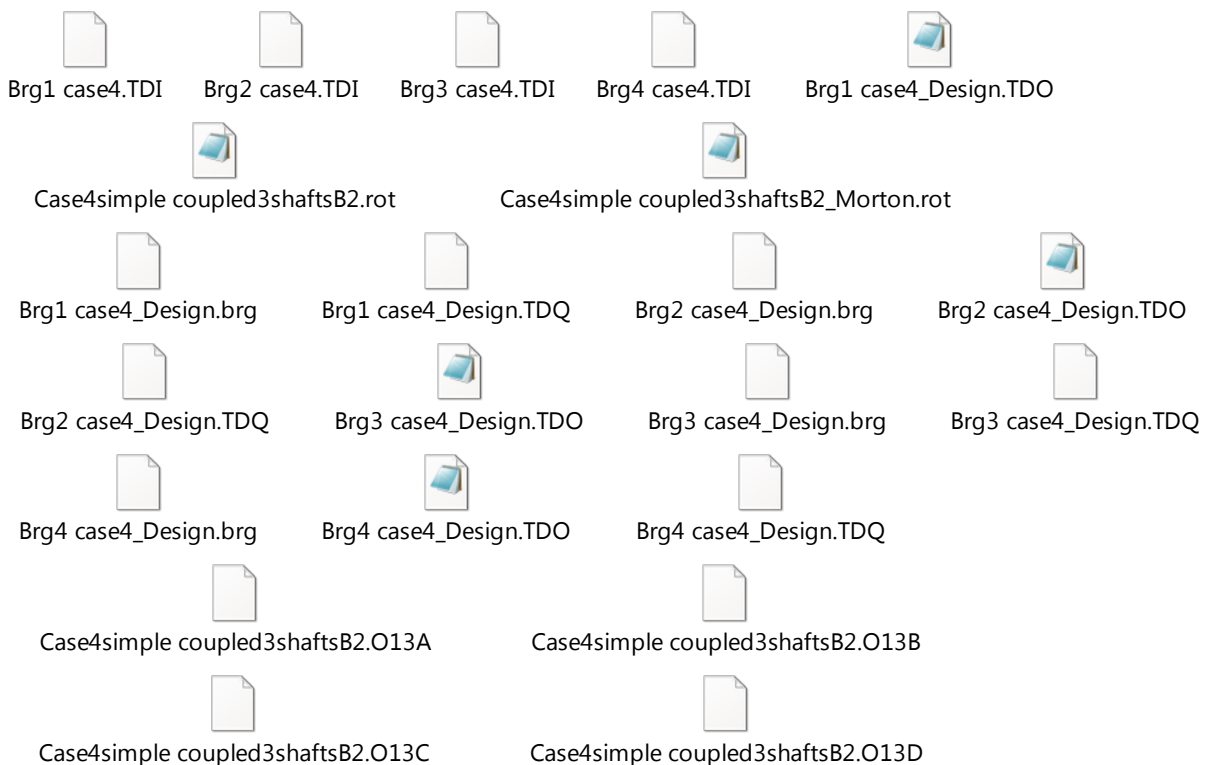 Brg1 case4.TDI Brg2 case4.TDI Brg3 case4.TDI Brg4 case4.TDI Brg1 case4_Design.TDO
Case4simple coupled3shaftsB2.rot Case4simple coupled3shaftsB2_Morton.rot
Brg1 case4_Design.brg Brg1 case4_Design.TDQ Brg2 case4_Design.brg Brg2 case4_Design.TDO
Brg2 case4_Design.TDQ Brg3 case4_Design.TDO Brg3 case4_Design.brg Brg3 case4_Design.TDQ
Brg4 case4_Design.brg Brg4 case4_Design.TDO Brg4 case4_Design.TDQ
Case4simple coupled3shaftsB2.O13A Case4simple coupled3shaftsB2.O13B
Case4simple coupled3shaftsB2.O13C Case4simple coupled3shaftsB2.O13D